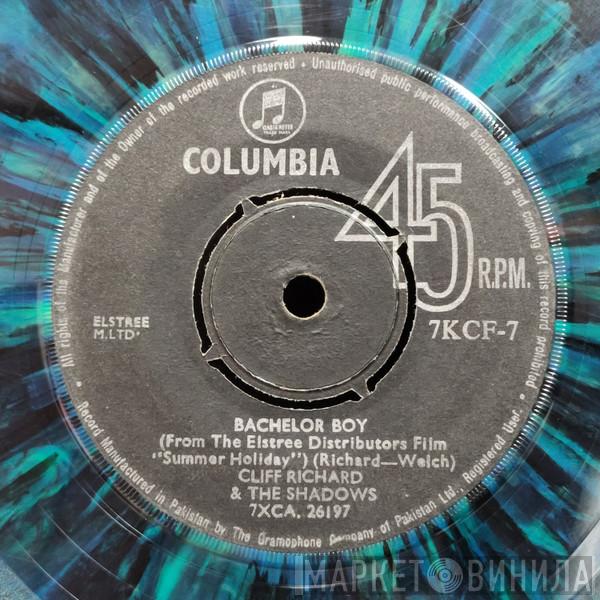 All rights of the Manufacturer and of the Owner of the recorded work reserved • Unauthorised public performance broadcasting and copying of this record prohibited
COLUMBIA
TRADE MARK
45
R.P.M.
7KCF-7
ELSTREE
M.LTD.
BACHELOR BOY
(From The Elstree Distributors Film
"Summer Holiday") (Richard—Welch)
CLIFF RICHARD
& THE SHADOWS
7XCA. 26197
• Record Manufactured in Pakistan by The Gramophone Company of Pakistan Ltd. Registered User. •
МАРКЕТ ВИНИЛА